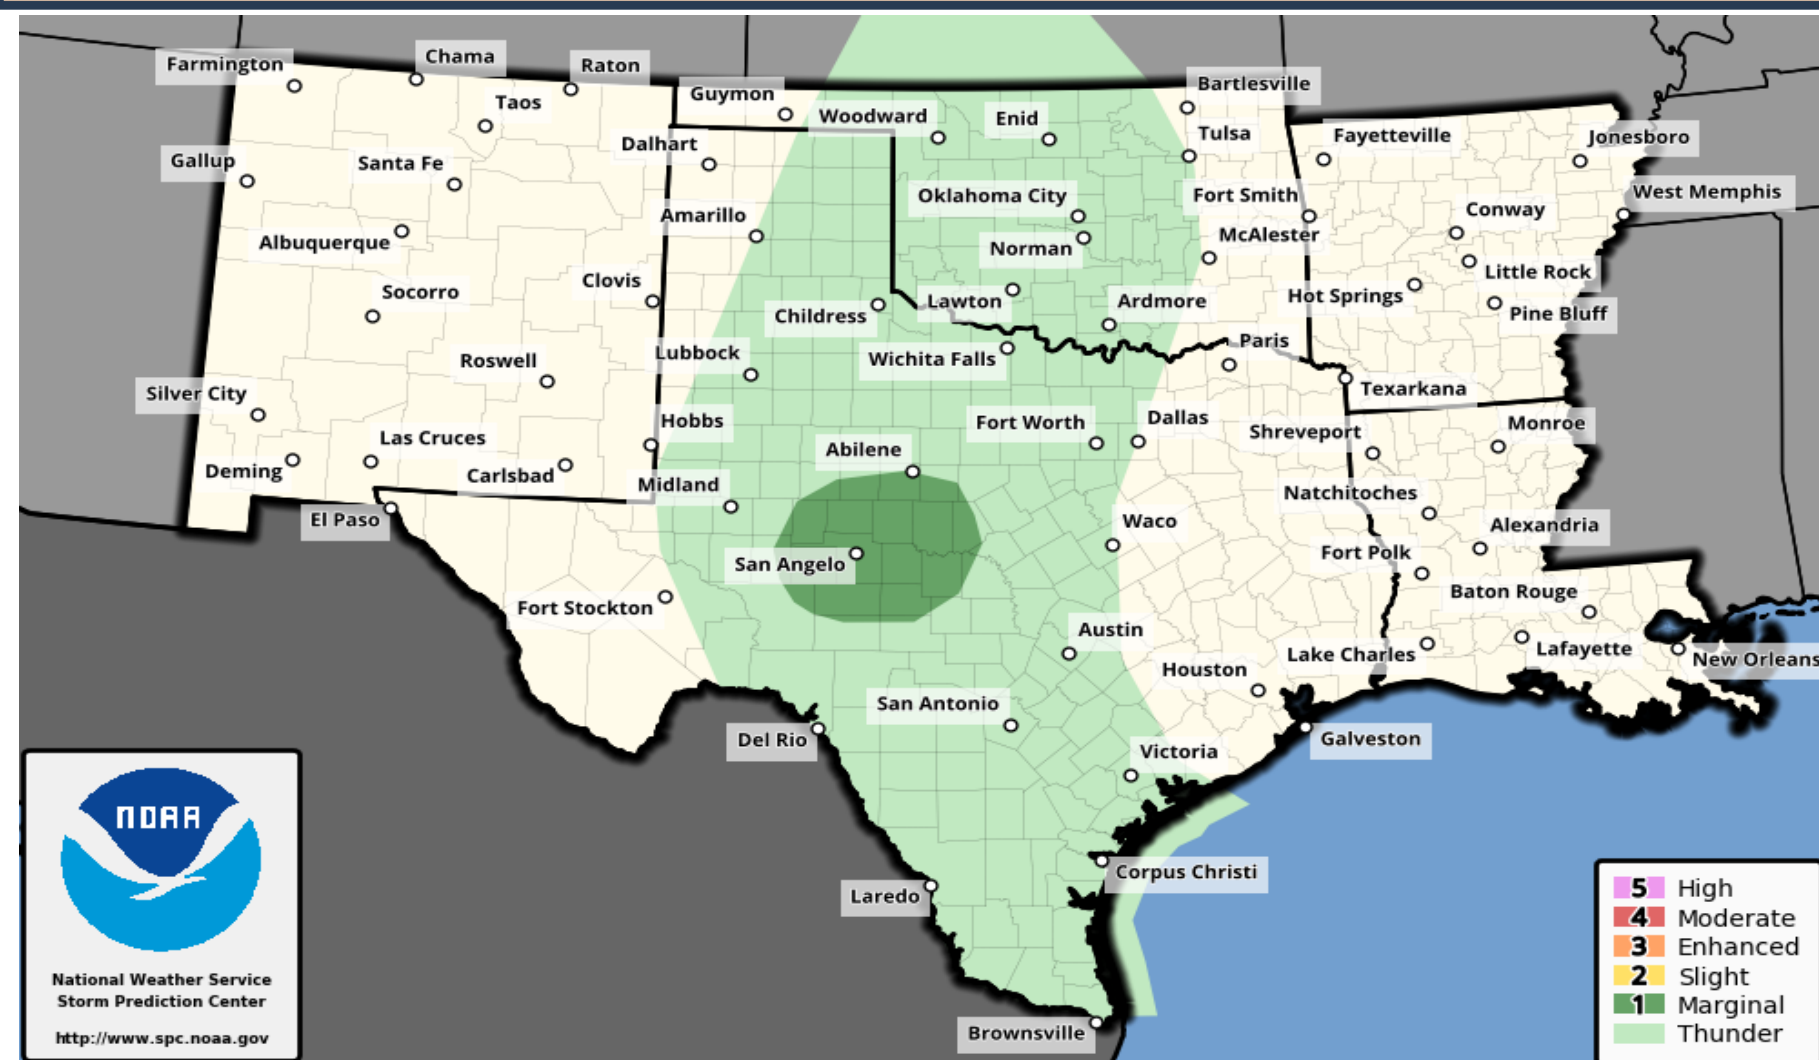 Farmington
Chama
Raton
Taos
Guymon
Woodward
Enid
Bartlesville
Tulsa
Fayetteville
Jonesboro
Gallup
Santa Fe
Dalhart
Oklahoma City
Fort Smith
Conway
West Memphis
Albuquerque
Amarillo
Norman
McAlester
Socorro
Clovis
Childress
Lawton
Ardmore
Hot Springs
Little Rock
Pine Bluff
Roswell
Lubbock
Wichita Falls
Paris
Texarkana
Silver City
Las Cruces
Hobbs
Abilene
Fort Worth
Dallas
Shreveport
Monroe
Deming
Carlsbad
Midland
Natchitoches
El Paso
Waco
Alexandria
San Angelo
Fort Polk
Fort Stockton
Baton Rouge
Austin
Houston
Lake Charles
Lafayette
New Orleans
San Antonio
Del Rio
Victoria
Galveston
Corpus Christi
Laredo
Brownsville
NOAA
National Weather Service
Storm Prediction Center
http://www.spc.noaa.gov
5 High
4 Moderate
3 Enhanced
2 Slight
1 Marginal
Thunder